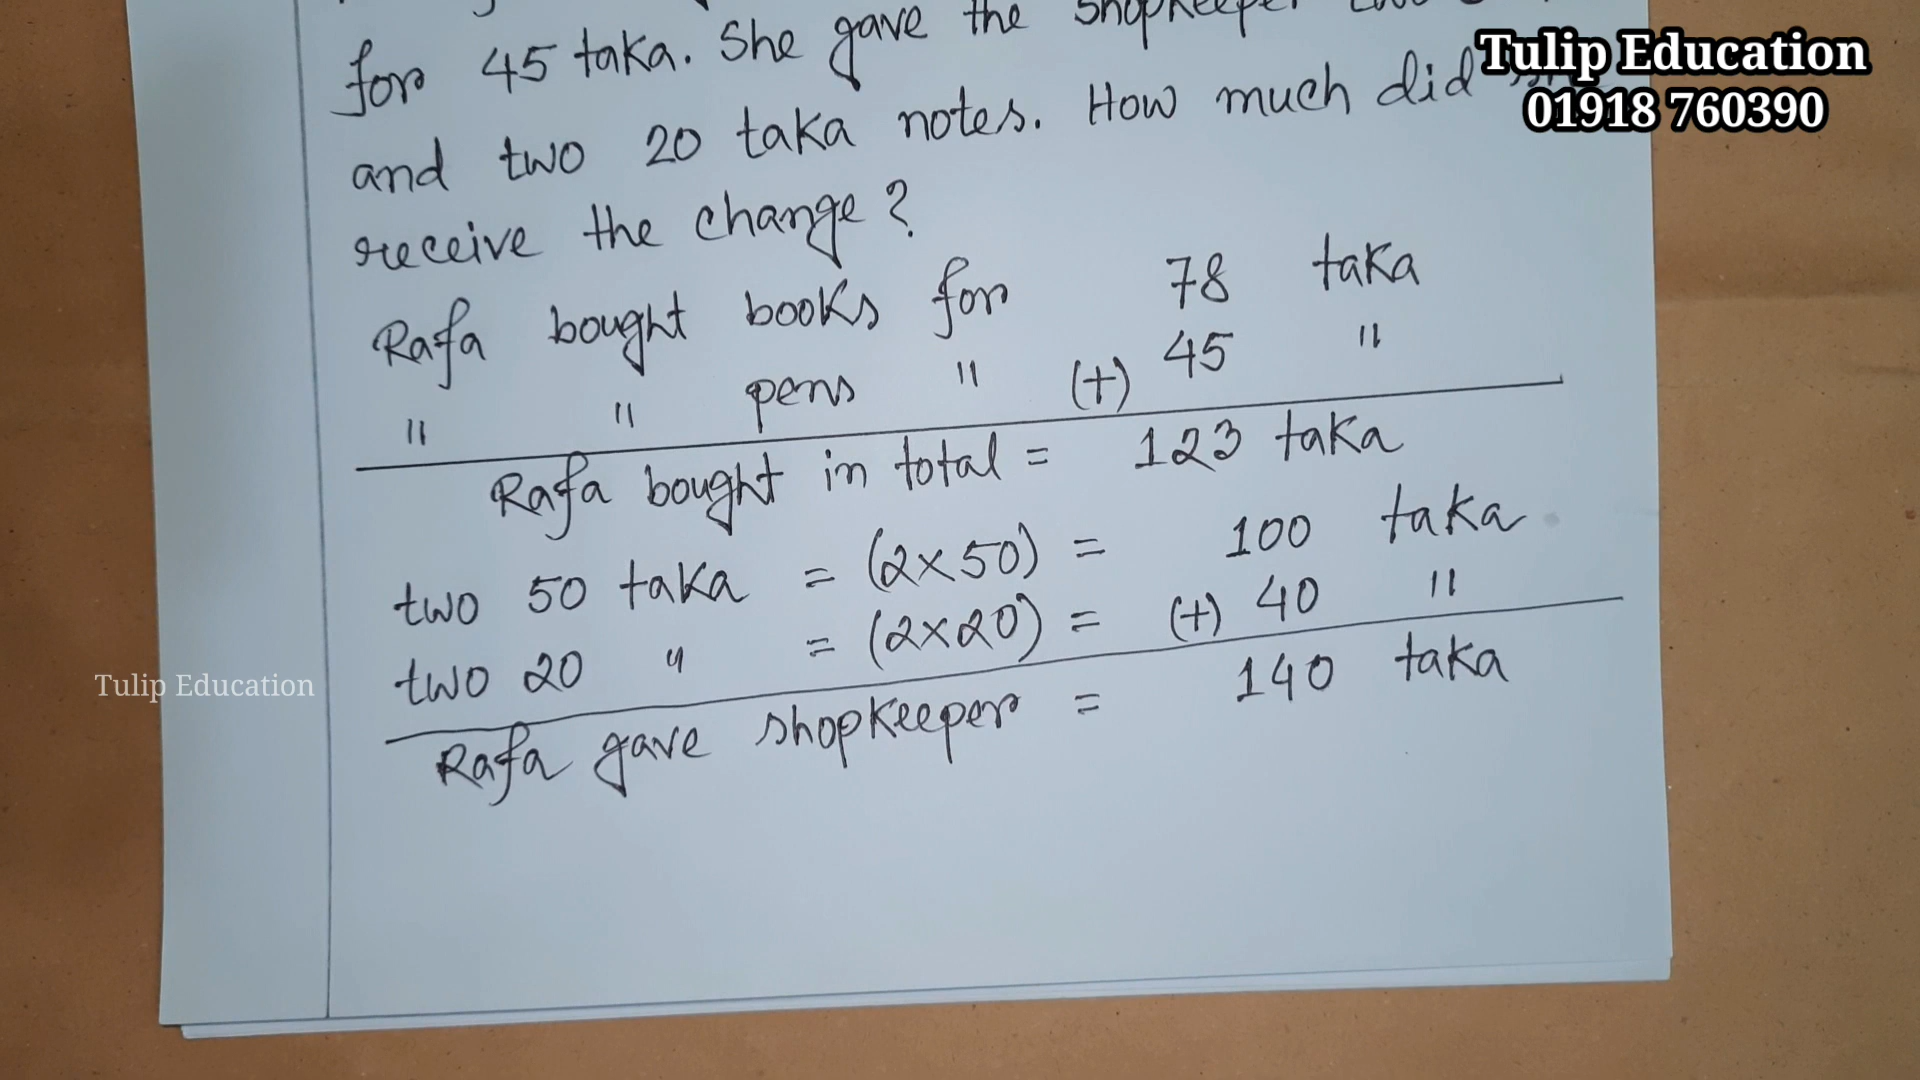 for 45 taka. She gave the shopkeeper two
and two 20 taka notes. How much did
receive the change?
Rafa bought books for 78 taka
" " pens " (+) 45 "
Rafa bought in total = 123 taka
two 50 taka = (2×50) = 100 taka
two 20 " = (2×20) = (+) 40 "
Rafa gave shopkeeper = 140 taka
Tulip Education
01918 760390
Tulip Education